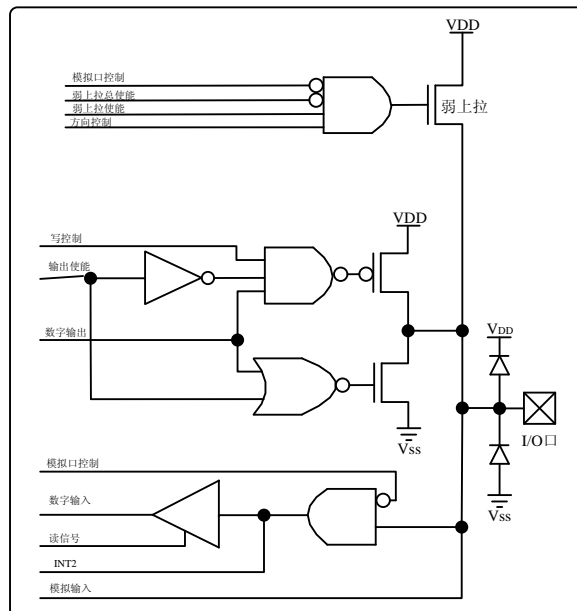 VDD
模拟口控制
弱上拉总使能
弱上拉使能
方向控制
弱上拉
VDD
写控制
输出使能
数字输出
VDD
I/O口
Vss
Vss
模拟口控制
数字输入
读信号
INT2
模拟输入